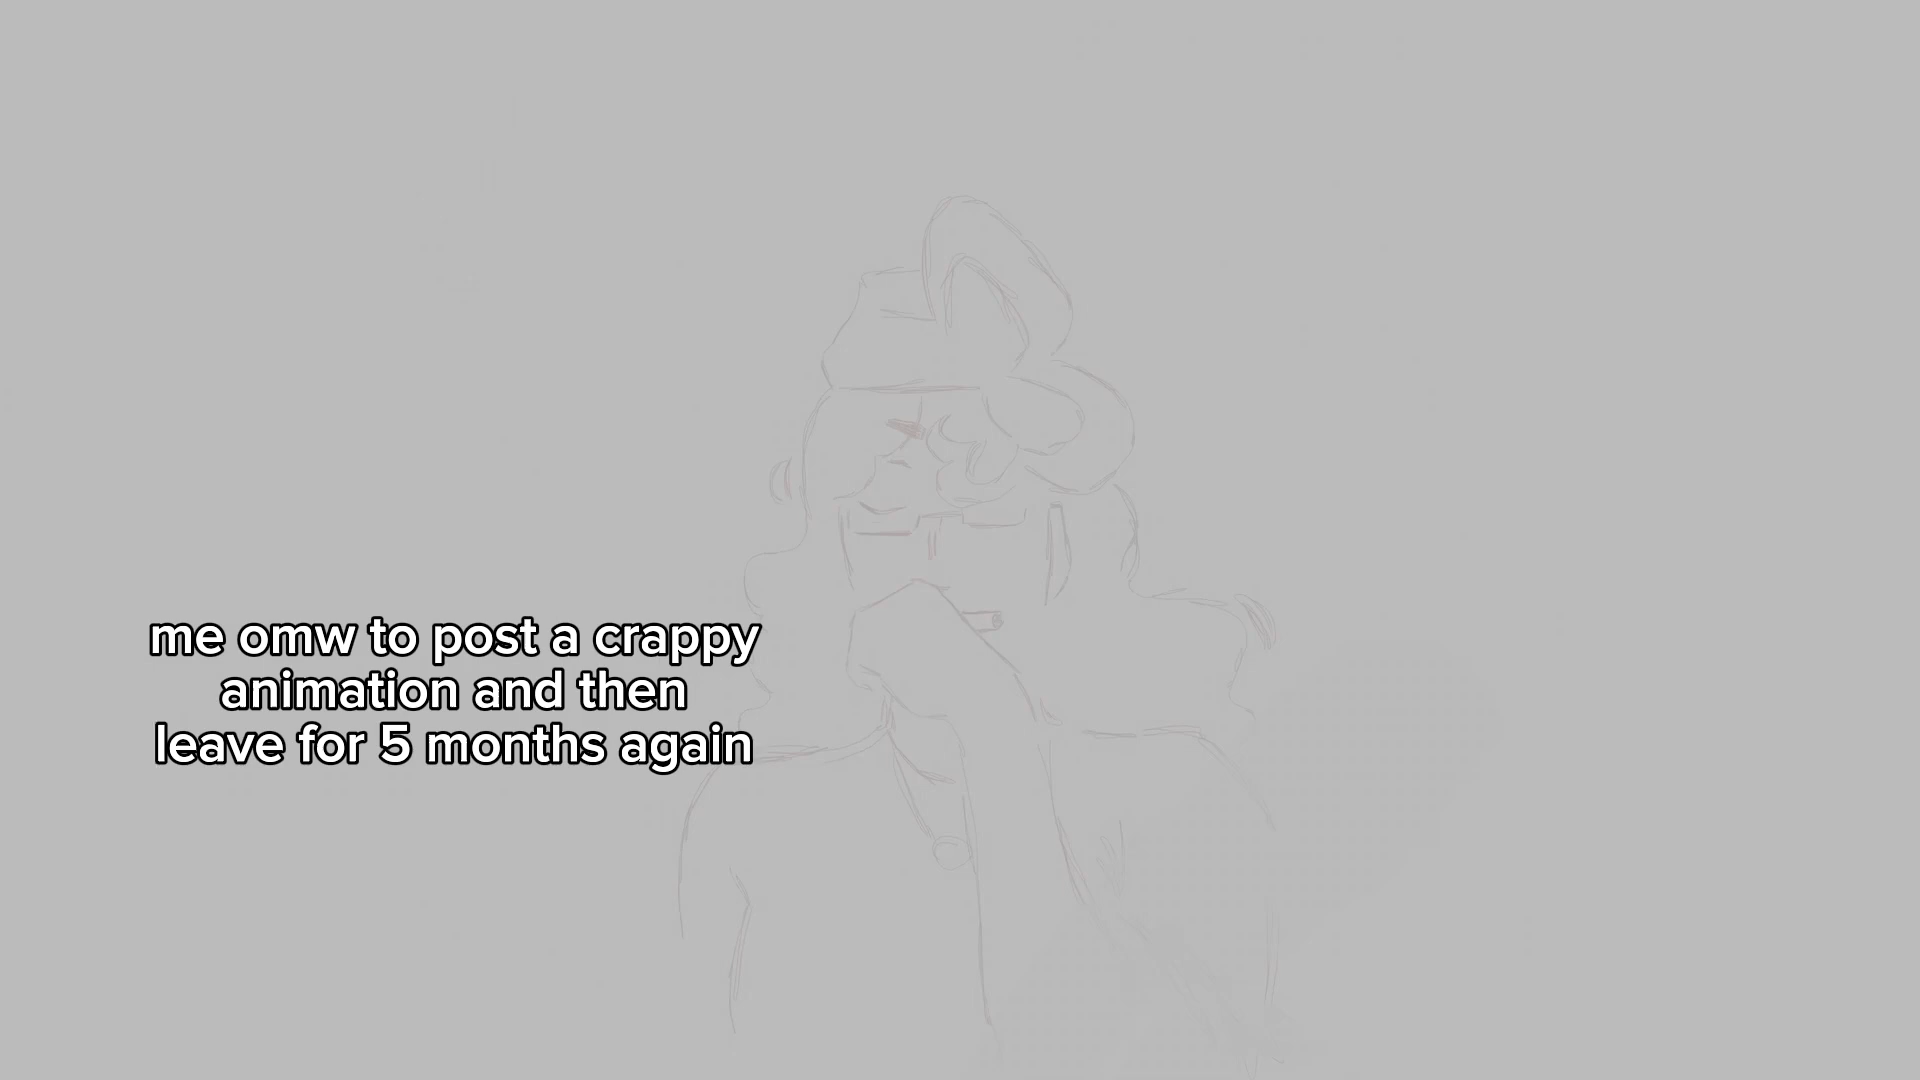 me omw to post a crappy
animation and then
leave for 5 months again